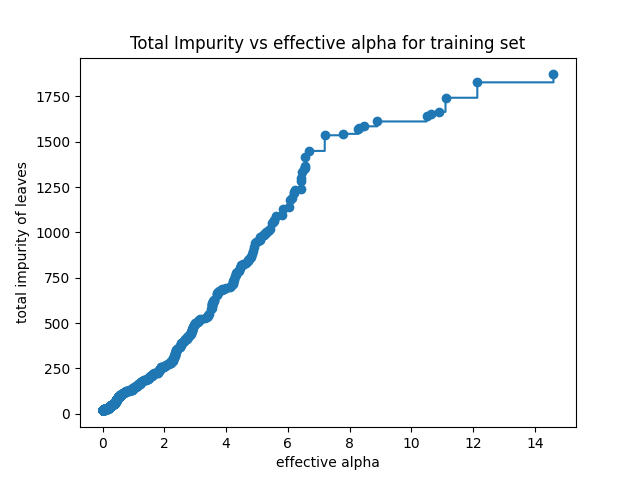 Total Impurity vs effective alpha for training set
total impurity of leaves
1750
1500
1250
1000
750
500
250
0
0 2 4 6 8 10 12 14
effective alpha